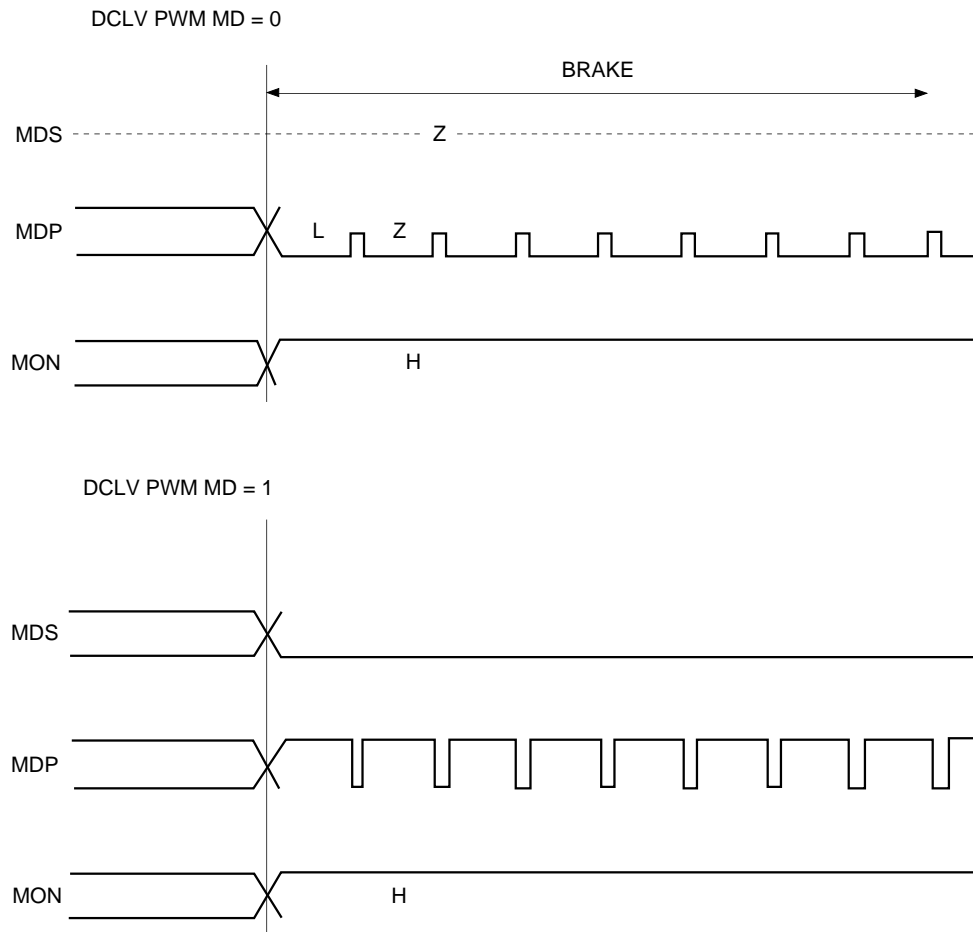 DCLV PWM MD = 0
BRAKE
MDS
Z
MDP
L
Z
MON
H
DCLV PWM MD = 1
MDS
MDP
MON
H